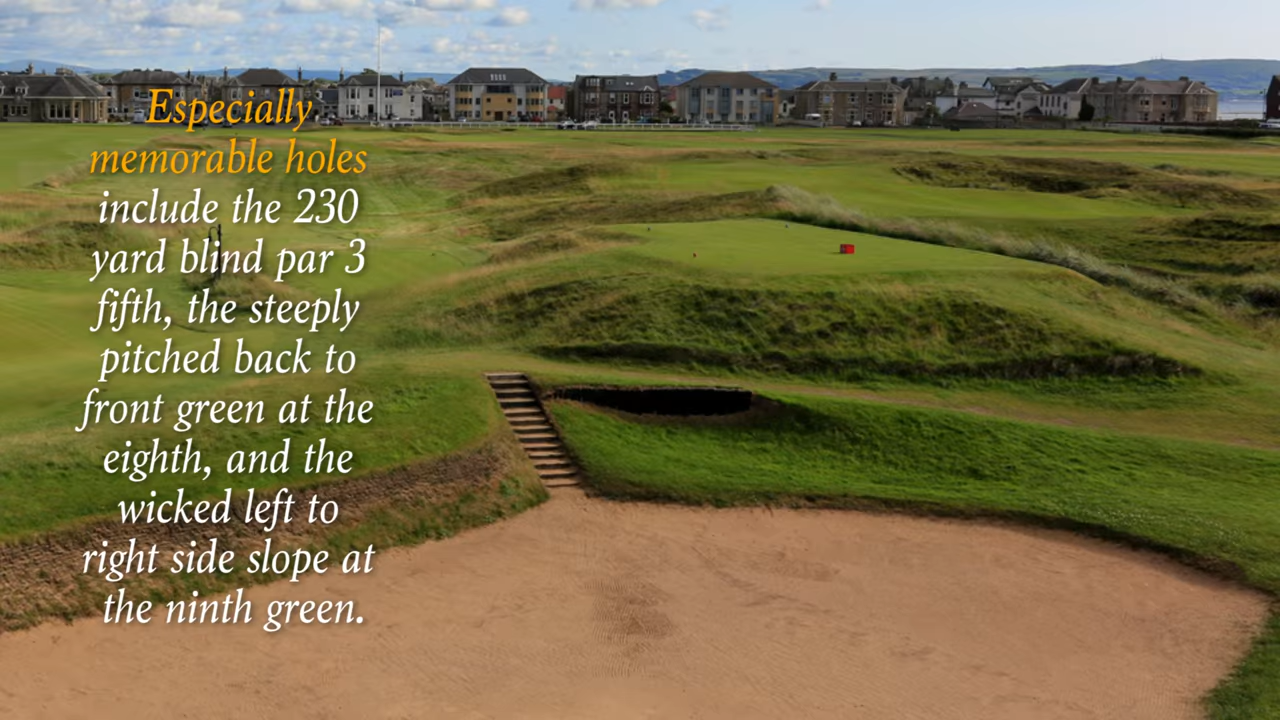 Especially
memorable holes
include the 230
yard blind par 3
fifth, the steeply
pitched back to
front green at the
eighth, and the
wicked left to
right side slope at
the ninth green.